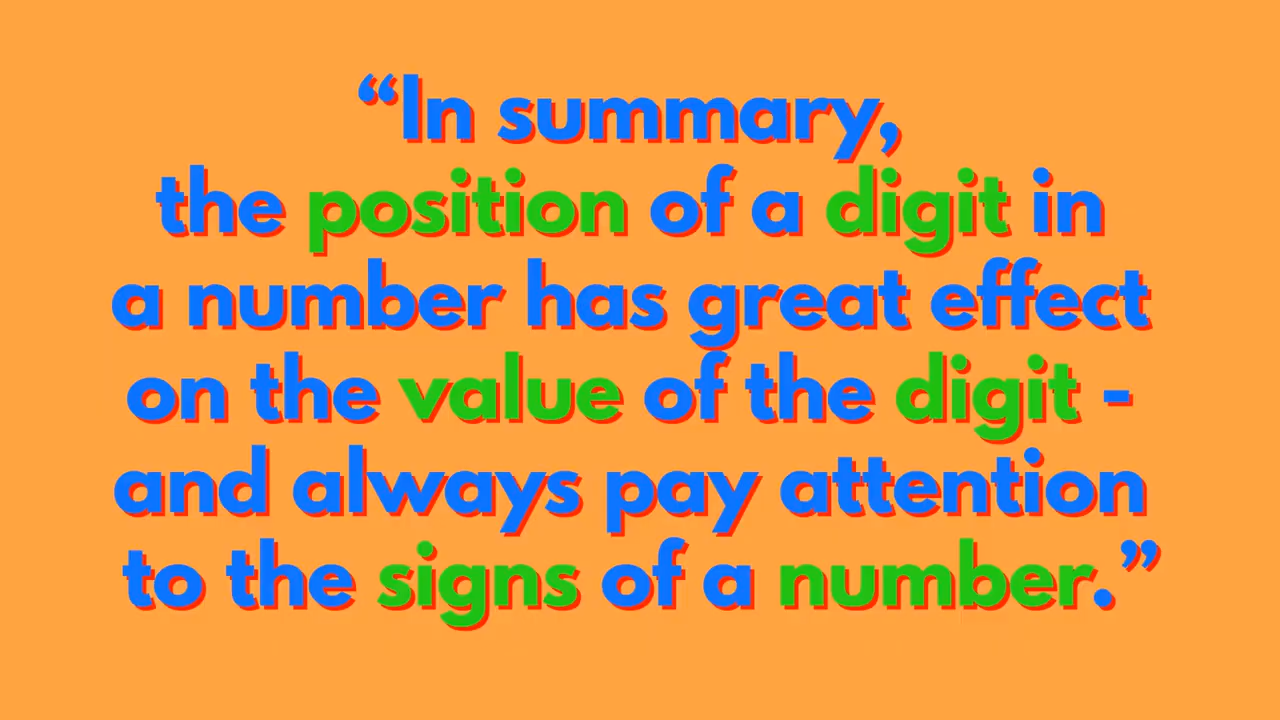 “In summary,
the position of a digit in
a number has great effect
on the value of the digit -
and always pay attention
to the signs of a number.”